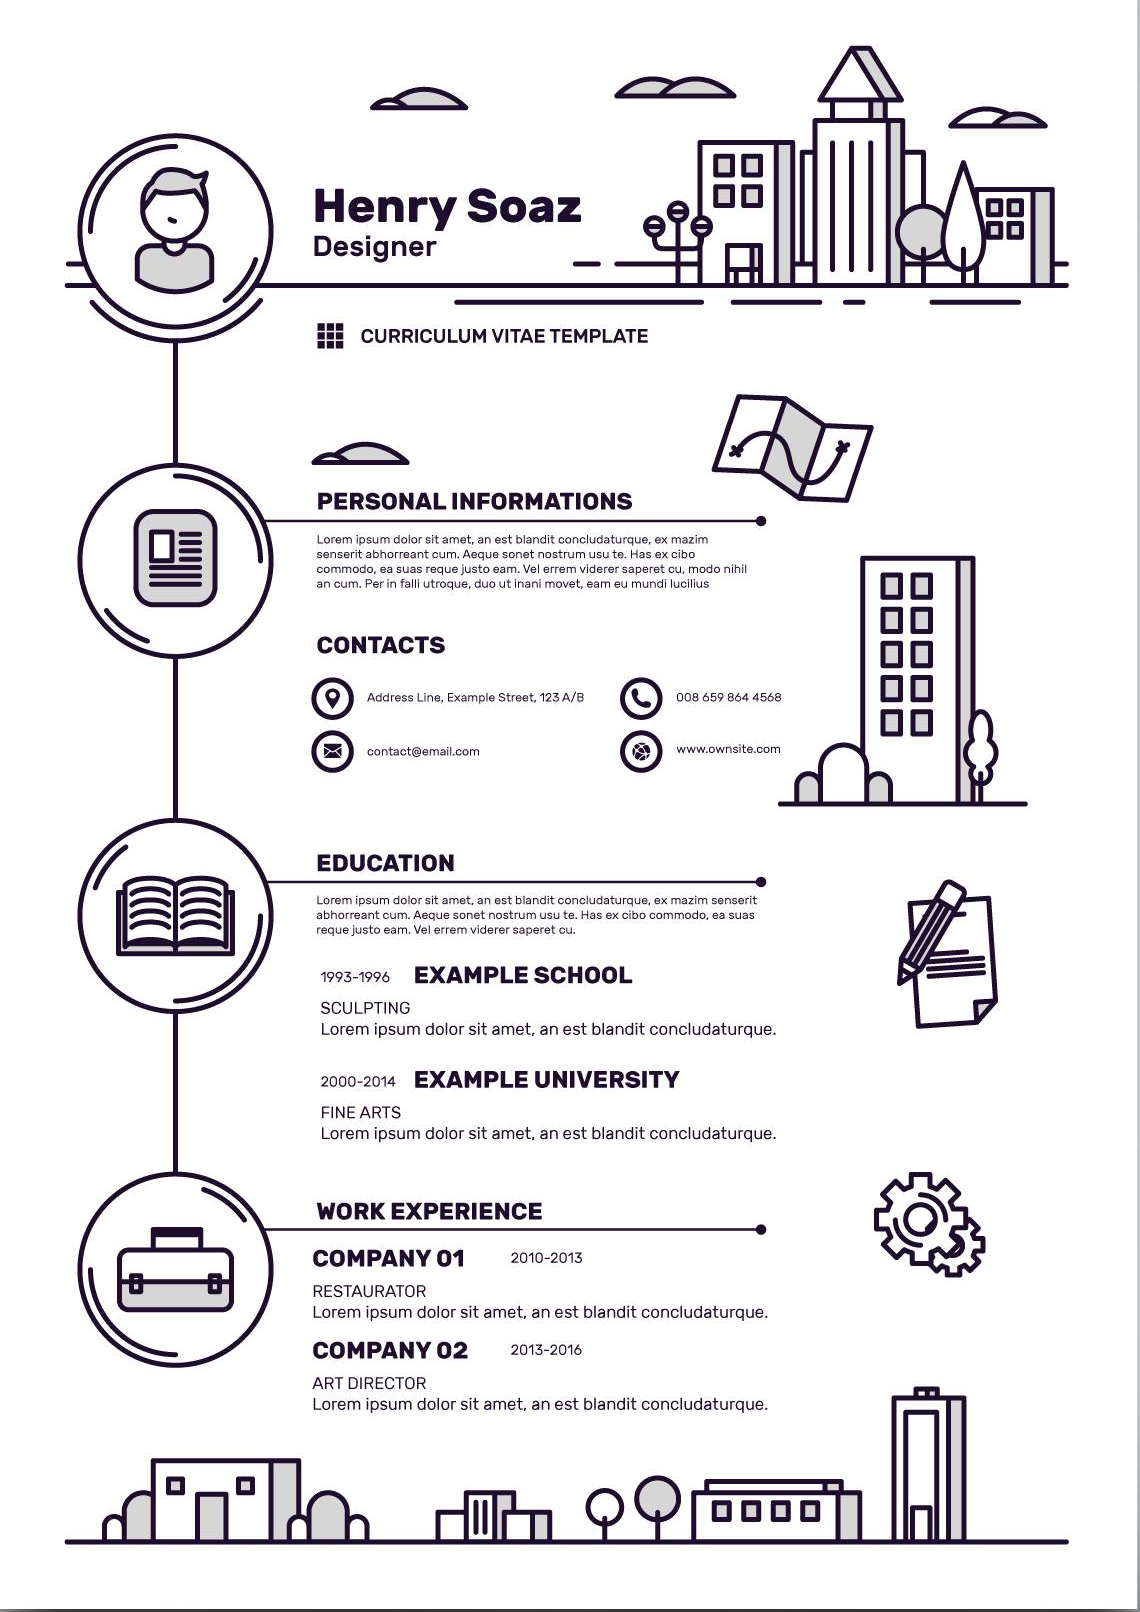 Henry Soaz
Designer
CURRICULUM VITAE TEMPLATE
PERSONAL INFORMATIONS
Lorem ipsum dolor sit amet, an est blandit concludaturque, ex mazim
senserit abhorreant cum. Aeque sonet nostrum usu te. Has ex cibo
commodo, ea suas reque justo eam. Vel errem viderer saperet cu, modo nihil
an cum. Per in falli utroque, duo ut inani movet, eam eu mundi lucilius
CONTACTS
Address Line, Example Street, 123 A/B
008 659 864 4568
contact@email.com
www.ownsite.com
EDUCATION
Lorem ipsum dolor sit amet, an est blandit concludaturque, ex mazim senserit
abhorreant cum. Aeque sonet nostrum usu te. Has ex cibo commodo, ea suas
reque justo eam. Vel errem viderer saperet cu.
1993-1996 EXAMPLE SCHOOL
SCULPTING
Lorem ipsum dolor sit amet, an est blandit concludaturque.
2000-2014 EXAMPLE UNIVERSITY
FINE ARTS
Lorem ipsum dolor sit amet, an est blandit concludaturque.
WORK EXPERIENCE
COMPANY 01 2010-2013
RESTAURATOR
Lorem ipsum dolor sit amet, an est blandit concludaturque.
COMPANY 02 2013-2016
ART DIRECTOR
Lorem ipsum dolor sit amet, an est blandit concludaturque.